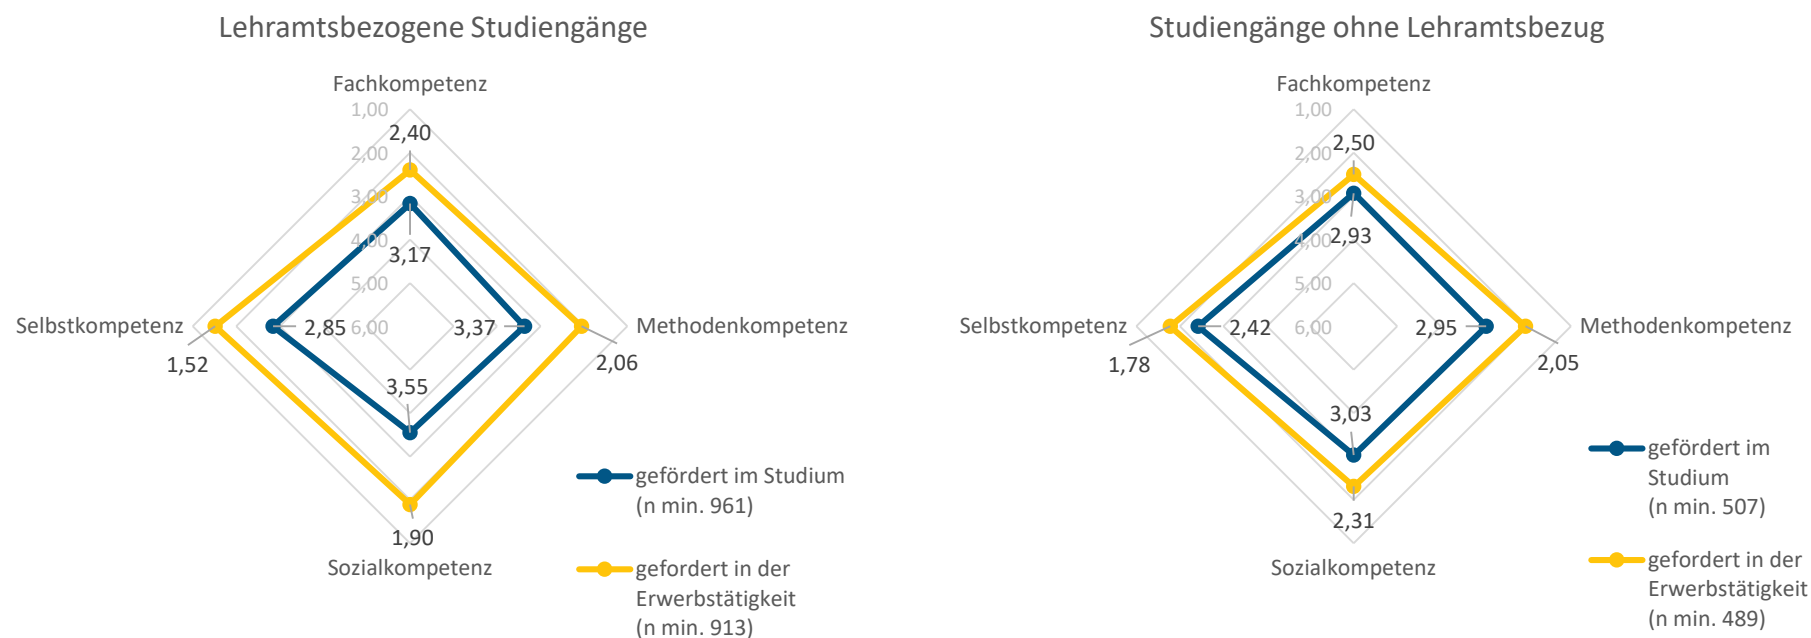 Lehramtsbezogene Studiengänge
Fachkompetenz
1,00
2,40
2,00
3,00
4,00
3,17
5,00
Selbstkompetenz
2,85
6,00
3,37
Methodenkompetenz
1,52
2,06
3,55
1,90
Sozialkompetenz
gefördert im Studium
(n min. 961)
gefordert in der
Erwerbstätigkeit
(n min. 913)
Studiengänge ohne Lehramtsbezug
Fachkompetenz
1,00
2,50
2,00
3,00
4,00
2,93
5,00
Selbstkompetenz
2,42
6,00
2,95
Methodenkompetenz
1,78
2,05
3,03
2,31
Sozialkompetenz
gefördert im
Studium
(n min. 507)
gefordert in der
Erwerbstätigkeit
(n min. 489)